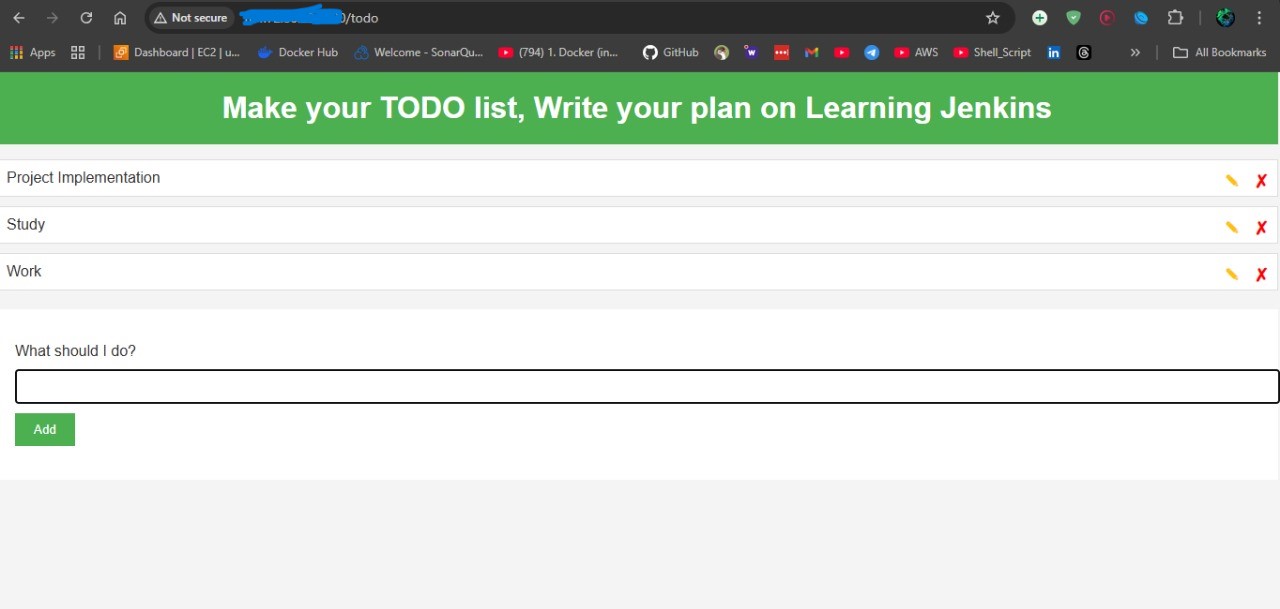 Not secure
/todo
Apps
Dashboard | EC2 | u...
Docker Hub
Welcome - SonarQu...
(794) 1. Docker (in...
GitHub
AWS
Shell_Script
All Bookmarks
Make your TODO list, Write your plan on Learning Jenkins
Project Implementation
Study
Work
What should I do?
Add